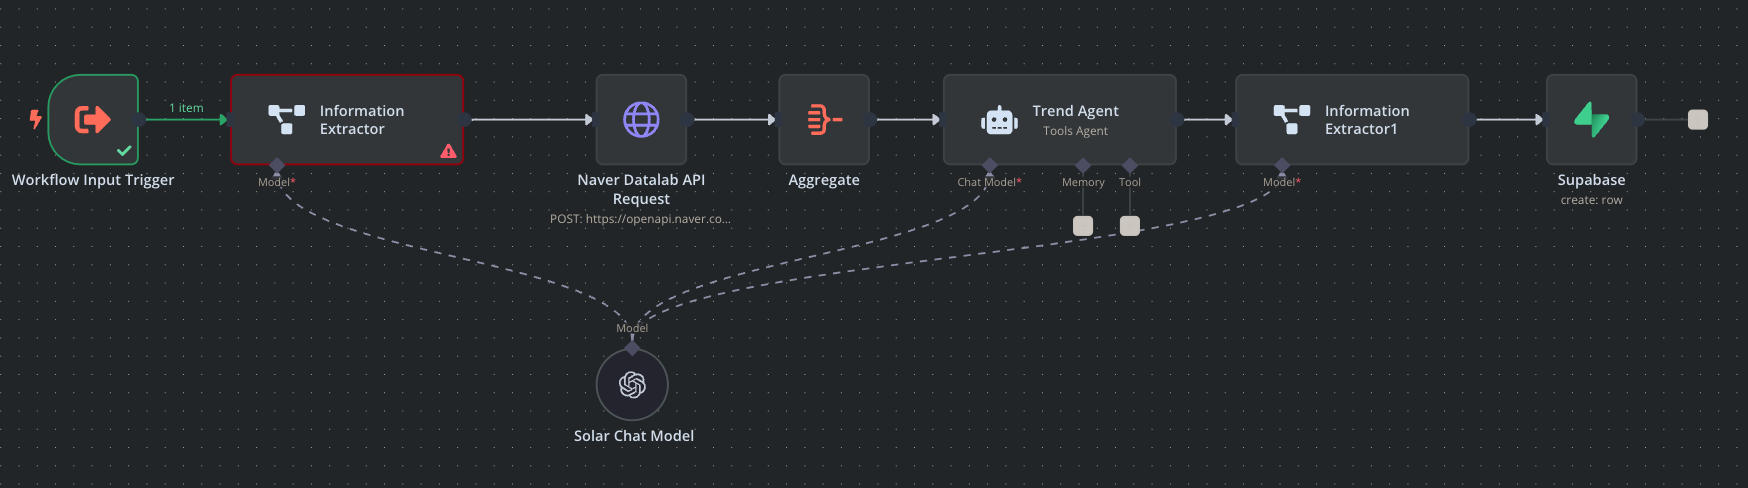 1 item
Information
Extractor
Trend Agent
Tools Agent
Information
Extractor1
Workflow Input Trigger
Model*
Naver Datalab API
Request
POST: https://openapi.naver.co...
Aggregate
Chat Model*
Memory
Tool
Model*
Supabase
create: row
Model
Solar Chat Model